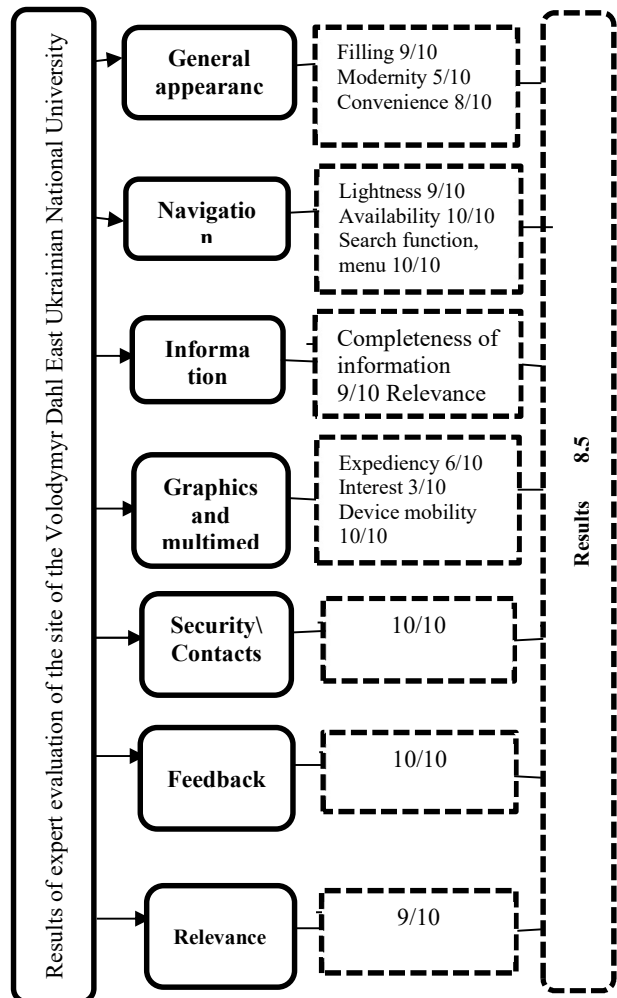 Results of expert evaluation of the site of the Volodymyr Dahl East Ukrainian National University
General
appearanc
Filling 9/10
Modernity 5/10
Convenience 8/10
Navigatio
n
Lightness 9/10
Availability 10/10
Search function,
menu 10/10
Informa
tion
Completeness of
information
9/10 Relevance
Graphics
and
multimed
Expediency 6/10
Interest 3/10
Device mobility
10/10
Security\
Contacts
10/10
Feedback
10/10
Relevance
9/10
Results 8.5